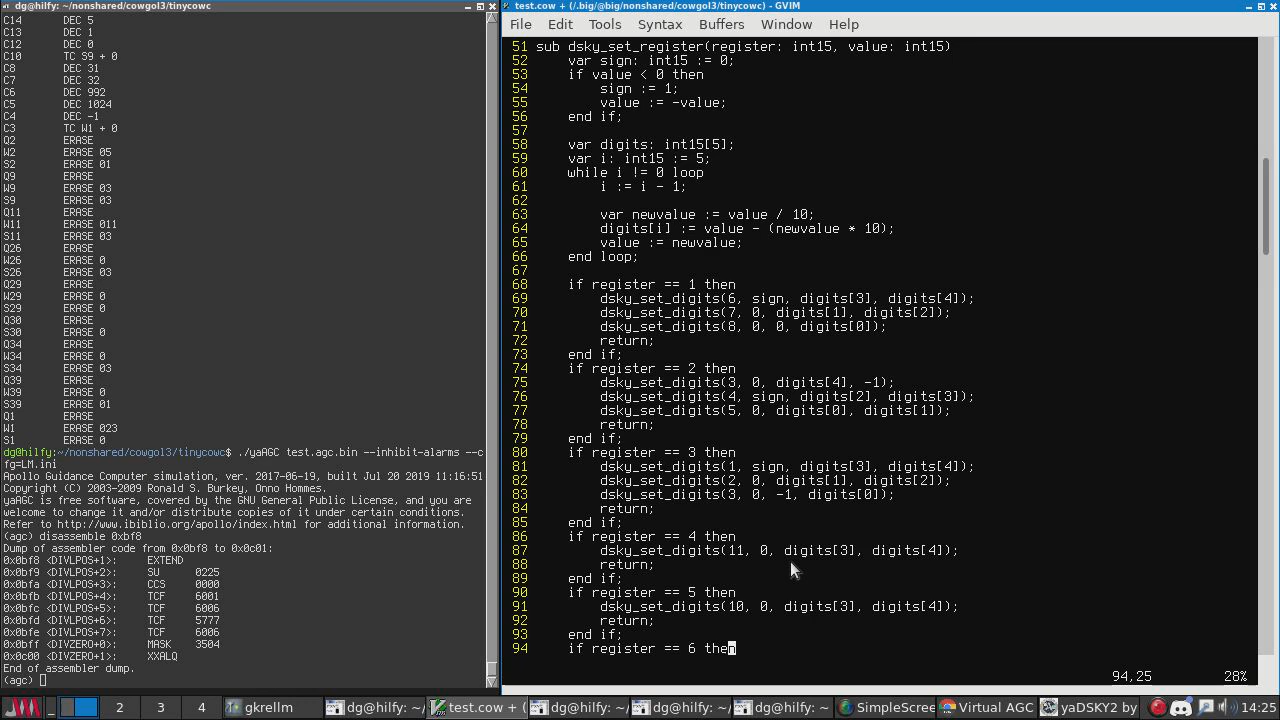 dg@hilfy: ~/nonshared/cowgol3/tinycowc
C14 DEC 5
C13 DEC 1
C12 DEC 0
C10 TC S9 + 0
C8 DEC 31
C7 DEC 32
C6 DEC 992
C5 DEC 1024
C4 DEC -1
C3 TC W1 + 0
Q2 ERASE
W2 ERASE 05
S2 ERASE 01
Q9 ERASE
W9 ERASE 03
S9 ERASE 03
Q11 ERASE
W11 ERASE 011
S11 ERASE 03
Q26 ERASE
W26 ERASE 0
S26 ERASE 03
Q29 ERASE
W29 ERASE 0
S29 ERASE 0
Q30 ERASE
S30 ERASE 0
Q34 ERASE
W34 ERASE 0
S34 ERASE 03
Q39 ERASE
W39 ERASE 0
S39 ERASE 01
Q1 ERASE
W1 ERASE 023
S1 ERASE 0
dg@hilfy:~/nonshared/cowgol3/tinycowc$ ./yaAGC test.agc.bin --inhibit-alarms --c
fg=LM.ini
Apollo Guidance Computer simulation, ver. 2017-06-19, built Jul 20 2019 11:16:51
Copyright (C) 2003-2009 Ronald S. Burkey, Onno Hommes.
yaAGC is free software, covered by the GNU General Public License, and you are
welcome to change it and/or distribute copies of it under certain conditions.
Refer to http://www.ibiblio.org/apollo/index.html for additional information.
(agc) disassemble 0xbf8
Dump of assembler code from 0x0bf8 to 0x0c01:
0x0bf8 <DIVLPOS+1>: EXTEND
0x0bf9 <DIVLPOS+2>: SU 0225
0x0bfa <DIVLPOS+3>: CCS 0000
0x0bfb <DIVLPOS+4>: TCF 6001
0x0bfc <DIVLPOS+5>: TCF 6006
0x0bfd <DIVLPOS+6>: TCF 5777
0x0bfe <DIVLPOS+7>: TCF 6006
0x0bff <DIVZERO+0>: MASK 3504
0x0c00 <DIVZERO+1>: XXALQ
End of assembler dump.
(agc)
test.cow + (/.big/@big/nonshared/cowgol3/tinycowc) - GVIM
File Edit Tools Syntax Buffers Window Help
51 sub dsky_set_register(register: int15, value: int15)
52 var sign: int15 := 0;
53 if value < 0 then
54 sign := 1;
55 value := -value;
56 end if;
57
58 var digits: int15[5];
59 var i: int15 := 5;
60 while i != 0 loop
61 i := i - 1;
62
63 var newvalue := value / 10;
64 digits[i] := value - (newvalue * 10);
65 value := newvalue;
66 end loop;
67
68 if register == 1 then
69 dsky_set_digits(6, sign, digits[3], digits[4]);
70 dsky_set_digits(7, 0, digits[1], digits[2]);
71 dsky_set_digits(8, 0, 0, digits[0]);
72 return;
73 end if;
74 if register == 2 then
75 dsky_set_digits(3, 0, digits[4], -1);
76 dsky_set_digits(4, sign, digits[2], digits[3]);
77 dsky_set_digits(5, 0, digits[0], digits[1]);
78 return;
79 end if;
80 if register == 3 then
81 dsky_set_digits(1, sign, digits[3], digits[4]);
82 dsky_set_digits(2, 0, digits[1], digits[2]);
83 dsky_set_digits(3, 0, -1, digits[0]);
84 return;
85 end if;
86 if register == 4 then
87 dsky_set_digits(11, 0, digits[3], digits[4]);
88 return;
89 end if;
90 if register == 5 then
91 dsky_set_digits(10, 0, digits[3], digits[4]);
92 return;
93 end if;
94 if register == 6 then
94,25 28%
2 3 4 gkrellm dg@hilfy: ~/ test.cow + ( dg@hilfy: ~/ dg@hilfy: ~/ dg@hilfy: ~/ SimpleScree Virtual AGC yaDSKY2 by 14:25